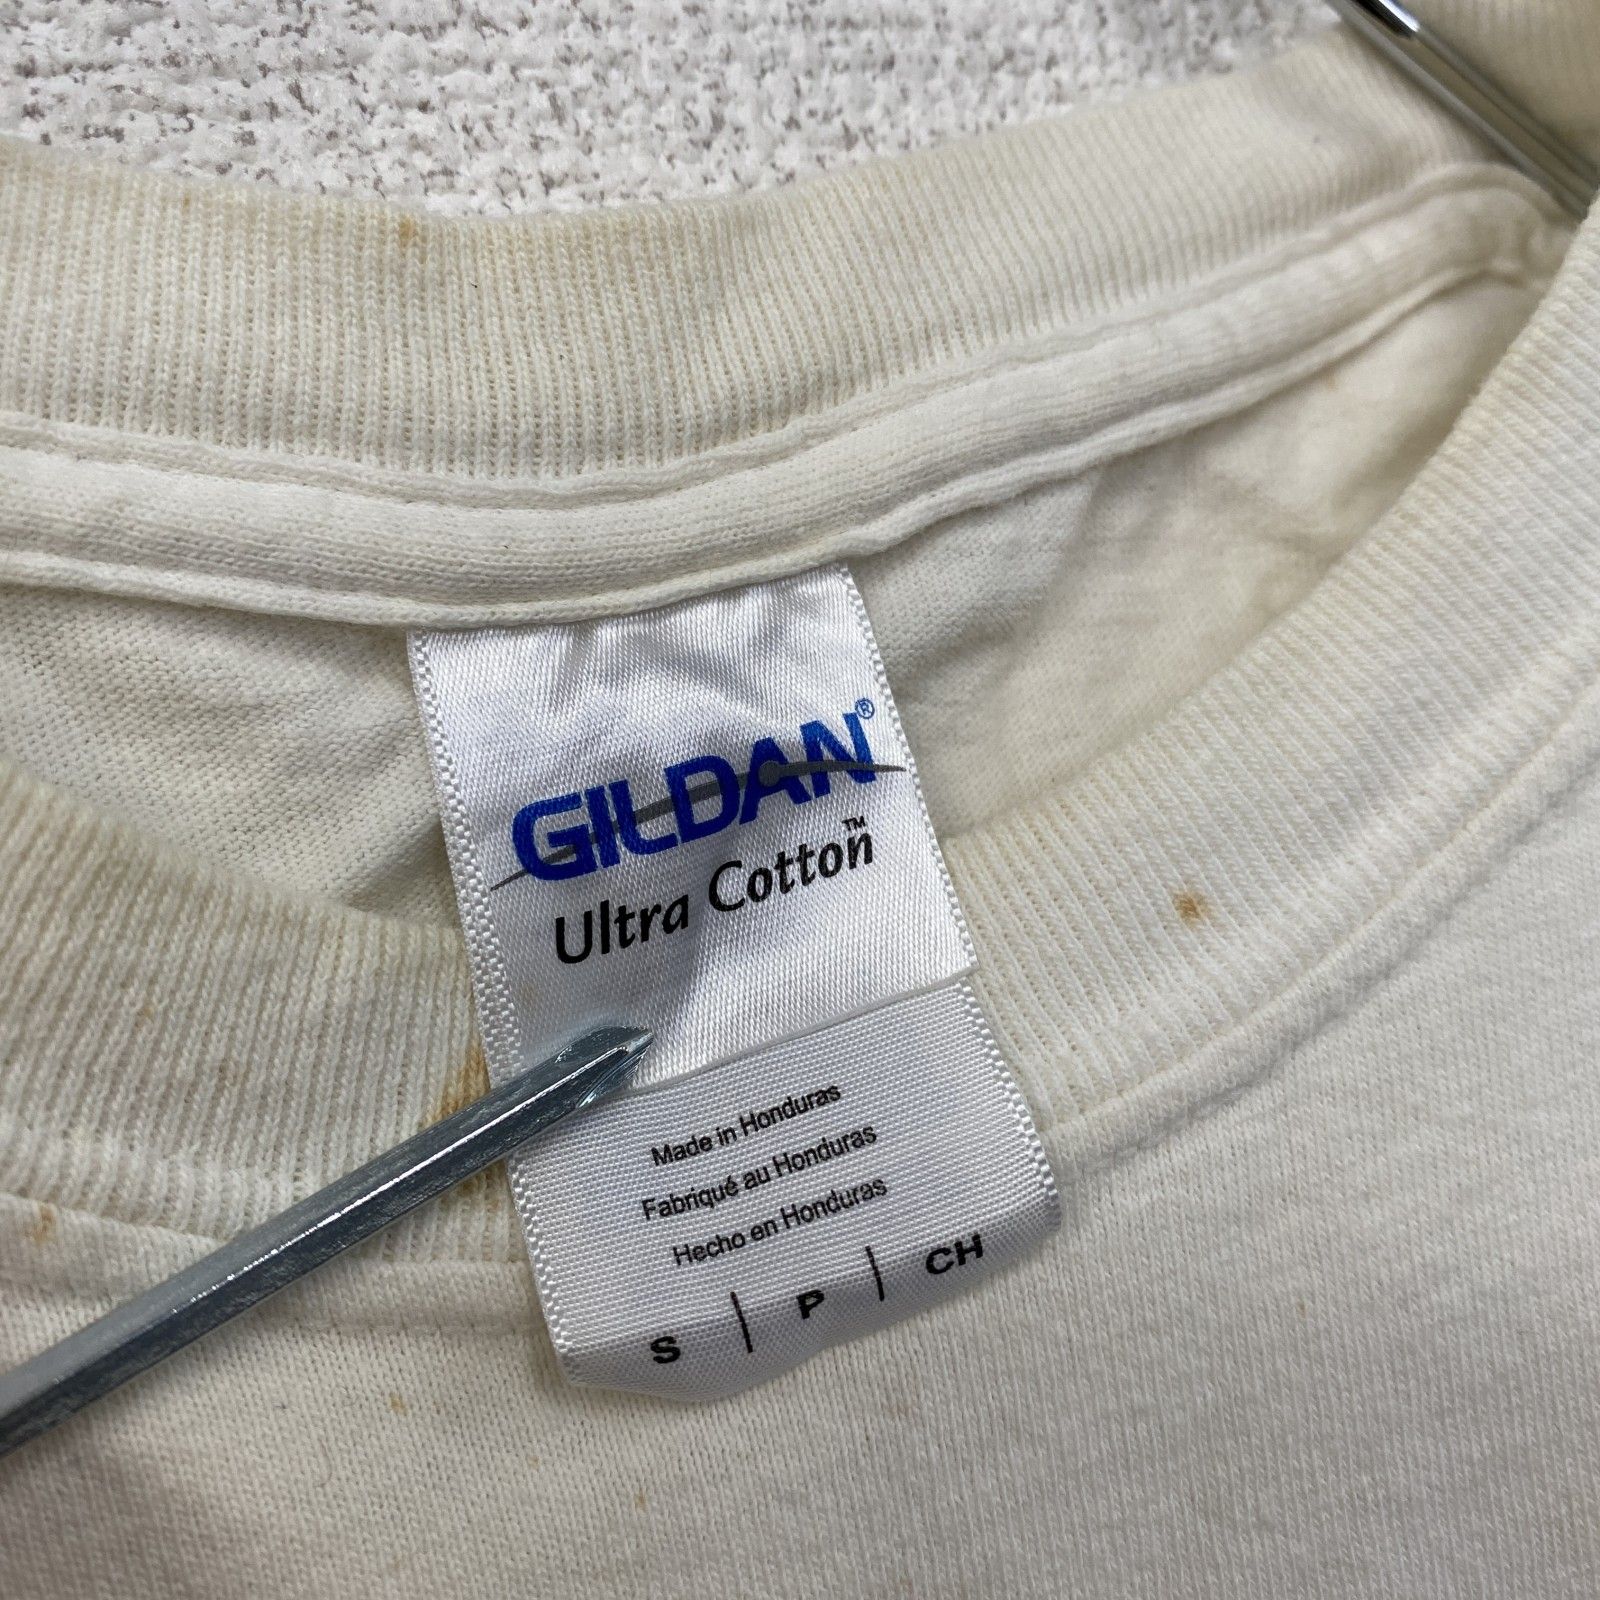 GILDAN®
Ultra Cotton™
Made in Honduras
Fabriqué au Honduras
Hecho en Honduras
S | P | CH